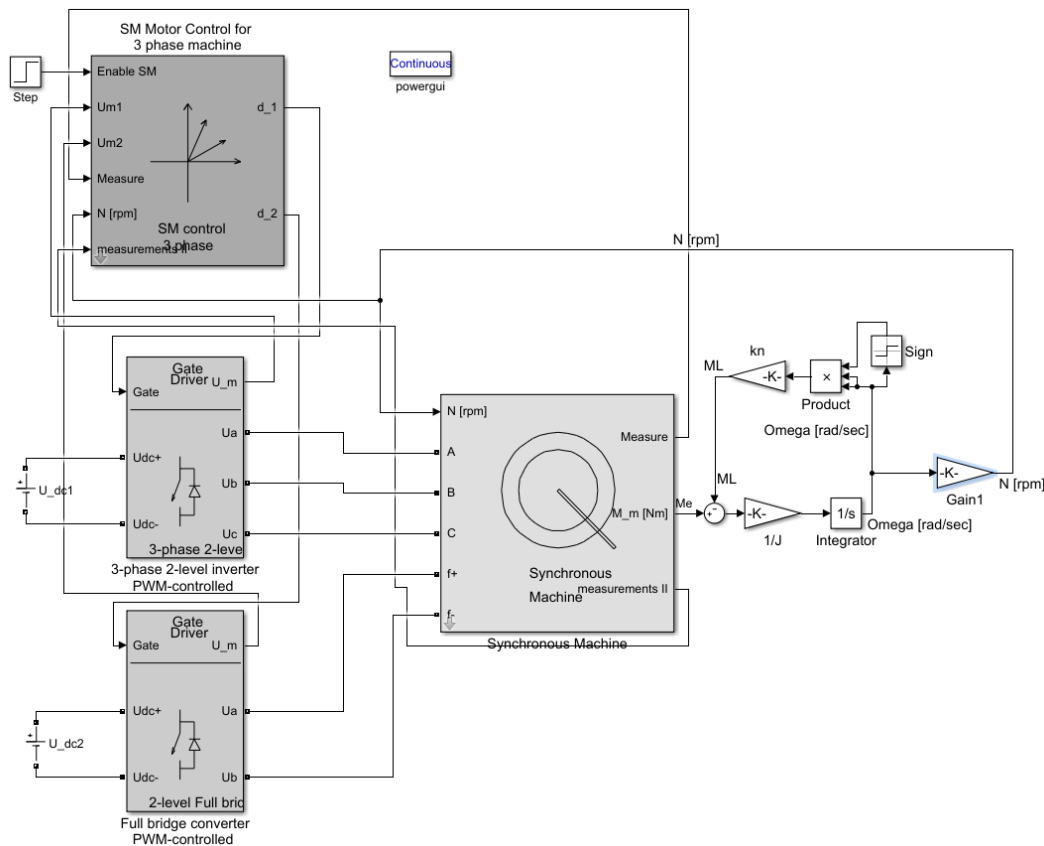 SM Motor Control for
3 phase machine
Step
Enable SM
Um1
Um2
Measure
N [rpm]
measurements II
d_1
d_2
SM control
3 phase
Continuous
powergui
N [rpm]
Gate
Driver
Gate
U_m
Ua
Udc+
Ub
Udc-
Uc
U_dc1
+
3-phase 2-leve
3-phase 2-level inverter
PWM-controlled
Gate
Driver
Gate
U_m
Udc+
Ua
Udc-
Ub
U_dc2
+
2-level Full bric
Full bridge converter
PWM-controlled
N [rpm]
A
B
C
f+
f-
Measure
M_m [Nm]
measurements II
Synchronous
Machine
Synchronous Machine
Me
ML
ML
kn
-K-
×
Product
Sign
Omega [rad/sec]
+
-
-K-
1/J
1/s
Integrator
Omega [rad/sec]
-K-
Gain1
N [rpm]